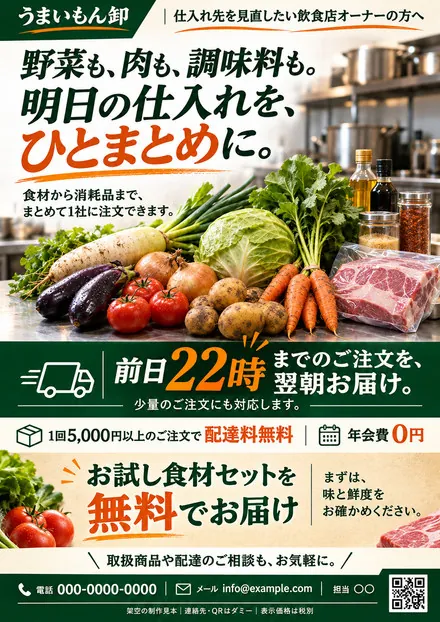 うまいもん卸
仕入れ先を見直したい飲食店オーナーの方へ
野菜も、肉も、調味料も。
明日の仕入れを、
ひとまとめに。
食材から消耗品まで、
まとめて1社に注文できます。
前日22時までのご注文を、
翌朝お届け。
少量のご注文にも対応します。
1回5,000円以上のご注文で 配達料無料
年会費0円
お試し食材セットを
無料でお届け
まずは、
味と鮮度を
お確かめください。
取扱商品や配達のご相談も、お気軽に。
電話 000-0000-0000
メール info@example.com
担当 〇〇
架空の制作見本 | 連絡先・QRはダミー | 表示価格は税別